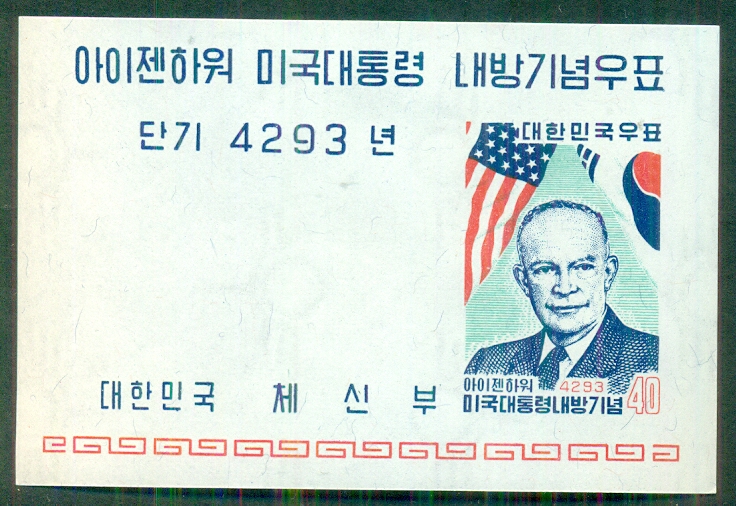 아이젠하워 미국대통령 내방기념우표
단기 4293 년
대한민국우표
아이젠하워 4293
미국대통령내방기념 40
대한민국 체 신 부